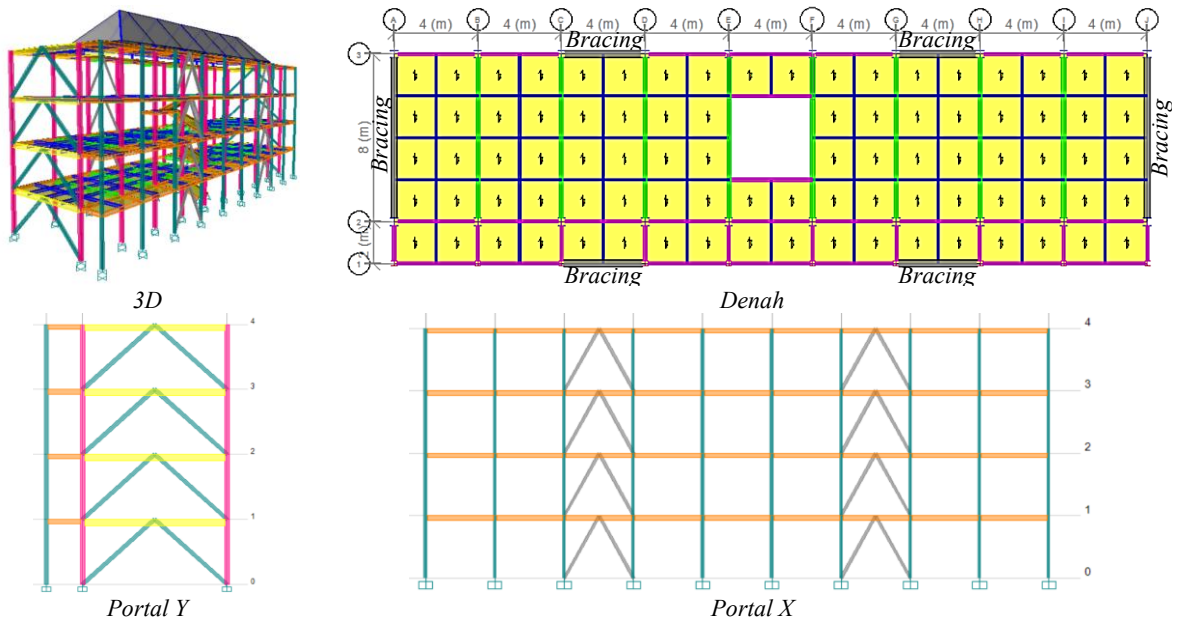 A B C D E F G H I J
4 (m) 4 (m) 4 (m) 4 (m) 4 (m) 4 (m) 4 (m) 4 (m) 4 (m)
Bracing Bracing
3
8 (m)
Bracing
Bracing
2
(m)
1
Bracing Bracing
3D
Denah
4
3
2
1
0
Portal Y
4
3
2
1
0
Portal X